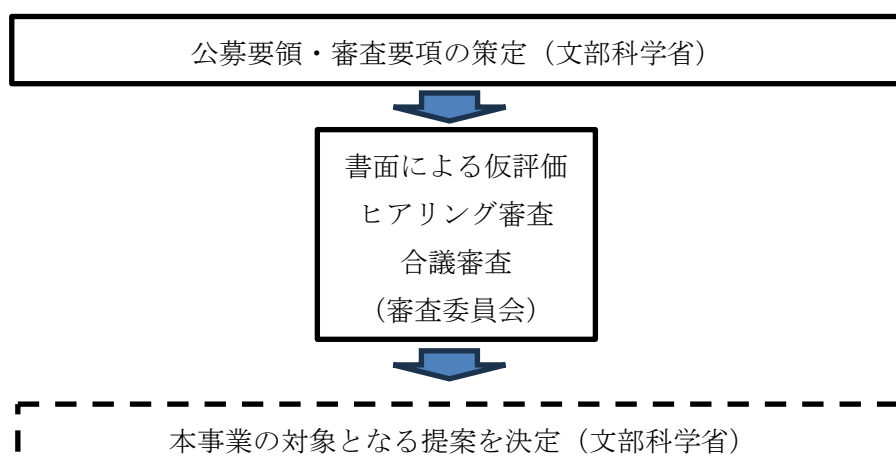 公募要領・審査要項の策定（文部科学省）
書面による仮評価
ヒアリング審査
合議審査
（審査委員会）
本事業の対象となる提案を決定（文部科学省）